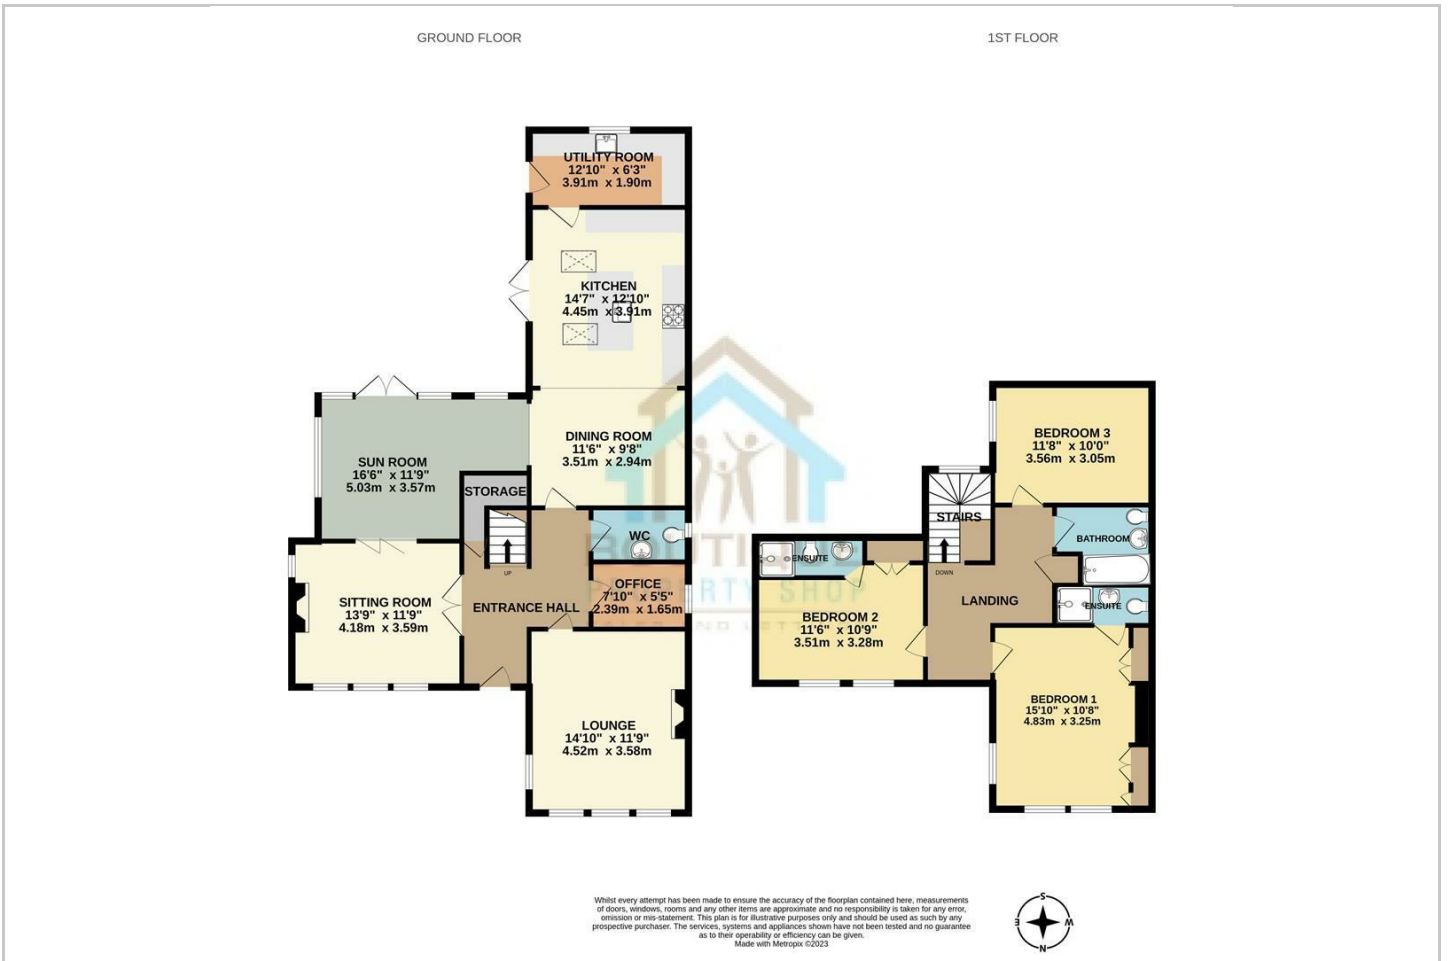 GROUND FLOOR
1ST FLOOR
UTILITY ROOM
12'10" x 6'3"
3.91m x 1.90m
KITCHEN
14'7" x 12'10"
4.45m x 3.91m
DINING ROOM
11'6" x 9'8"
3.51m x 2.94m
SUN ROOM
16'6" x 11'9"
5.03m x 3.57m
STORAGE
WC
UP
OFFICE
7'10" x 5'5"
2.39m x 1.65m
SITTING ROOM
13'9" x 11'9"
4.18m x 3.59m
ENTRANCE HALL
LOUNGE
14'10" x 11'9"
4.52m x 3.58m
BOUTIQUE
PROPERTY SHOP
SALES AND LETTINGS
BEDROOM 3
11'8" x 10'0"
3.56m x 3.05m
STAIRS
BATHROOM
ENSUITE
DOWN
LANDING
ENSUITE
BEDROOM 2
11'6" x 10'9"
3.51m x 3.28m
BEDROOM 1
15'10" x 10'8"
4.83m x 3.25m
Whilst every attempt has been made to ensure the accuracy of the floorplan contained here, measurements
of doors, windows, rooms and any other items are approximate and no responsibility is taken for any error,
omission or mis-statement. This plan is for illustrative purposes only and should be used as such by any
prospective purchaser. The services, systems and appliances shown have not been tested and no guarantee
as to their operability or efficiency can be given.
Made with Metropix ©2023
S
E
W
N